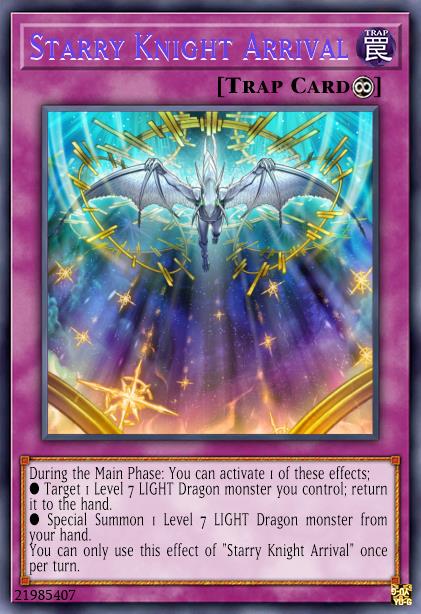 Starry Knight Arrival
TRAP
罠
[Trap Card]
During the Main Phase: You can activate 1 of these effects;
● Target 1 Level 7 LIGHT Dragon monster you control; return
it to the hand.
● Special Summon 1 Level 7 LIGHT Dragon monster from
your hand.
You can only use this effect of "Starry Knight Arrival" once
per turn.
21985407